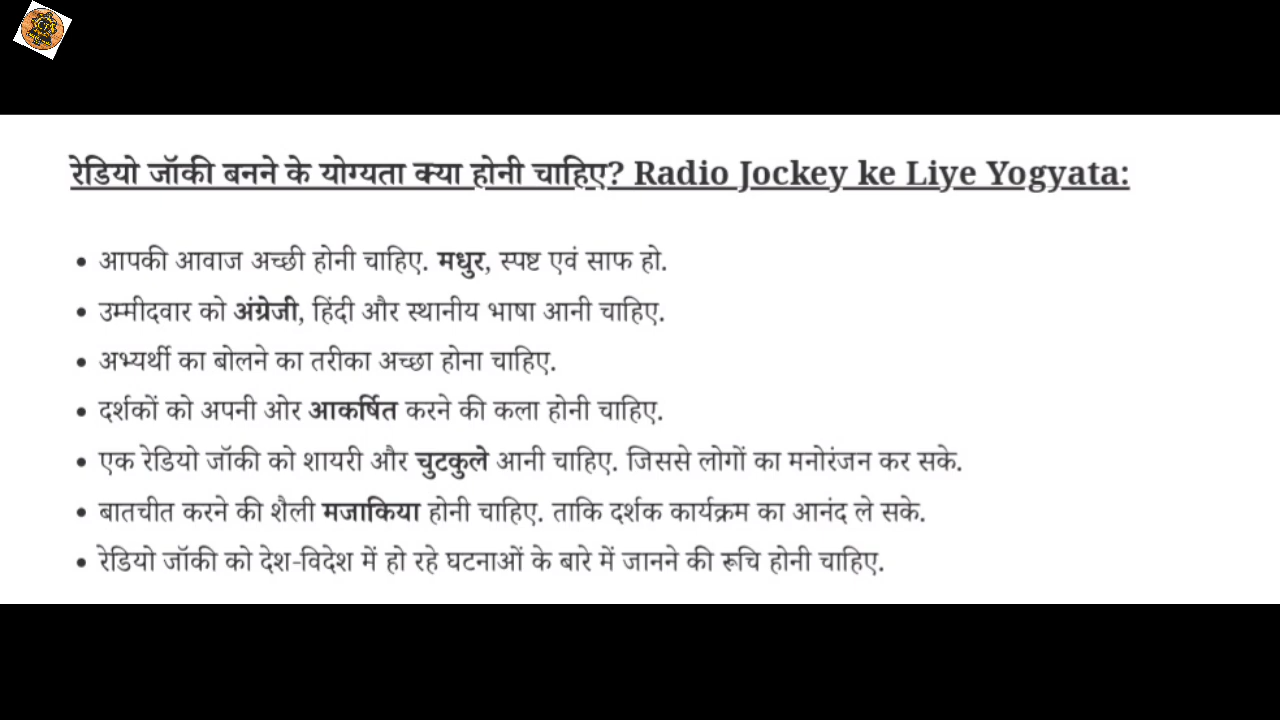 रेडियो जॉकी बनने के योग्यता क्या होनी चाहिए? Radio Jockey ke Liye Yogyata:
• आपकी आवाज अच्छी होनी चाहिए. मधुर, स्पष्ट एवं साफ हो.
• उम्मीदवार को अंग्रेजी, हिंदी और स्थानीय भाषा आनी चाहिए.
• अभ्यर्थी का बोलने का तरीका अच्छा होना चाहिए.
• दर्शकों को अपनी ओर आकर्षित करने की कला होनी चाहिए.
• एक रेडियो जॉकी को शायरी और चुटकुले आनी चाहिए. जिससे लोगों का मनोरंजन कर सके.
• बातचीत करने की शैली मजाकिया होनी चाहिए. ताकि दर्शक कार्यक्रम का आनंद ले सके.
• रेडियो जॉकी को देश-विदेश में हो रहे घटनाओं के बारे में जानने की रूचि होनी चाहिए.